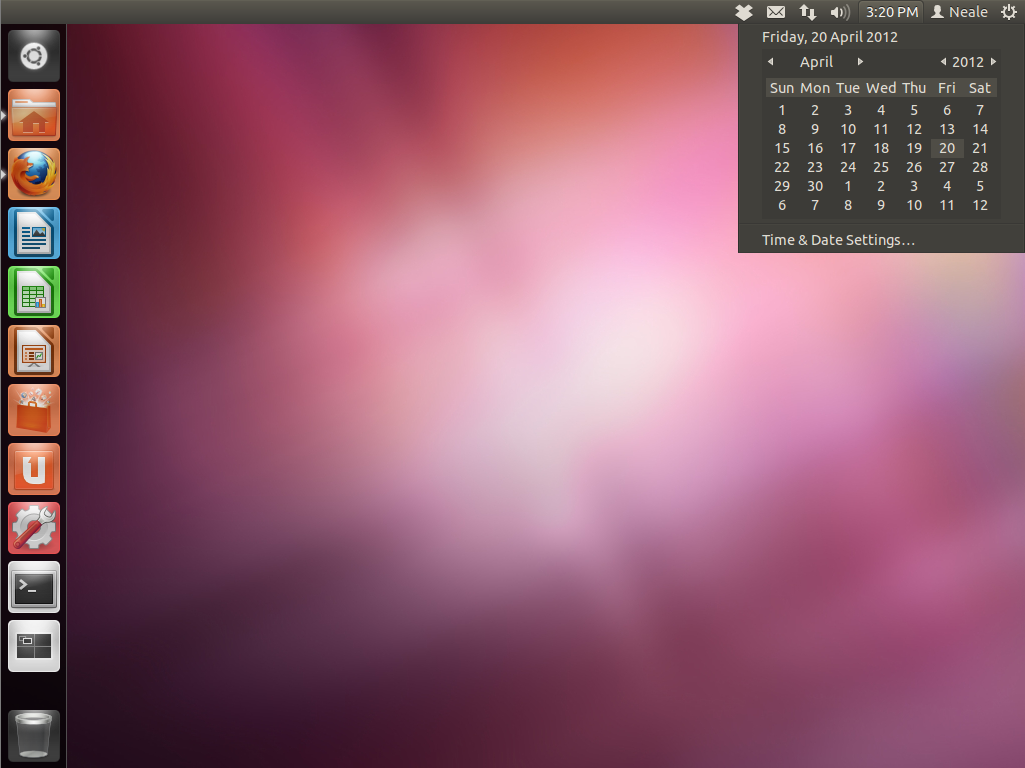 3:20 PM Neale
Friday, 20 April 2012
April 2012
Sun Mon Tue Wed Thu Fri Sat
1 2 3 4 5 6 7
8 9 10 11 12 13 14
15 16 17 18 19 20 21
22 23 24 25 26 27 28
29 30 1 2 3 4 5
6 7 8 9 10 11 12
Time & Date Settings…